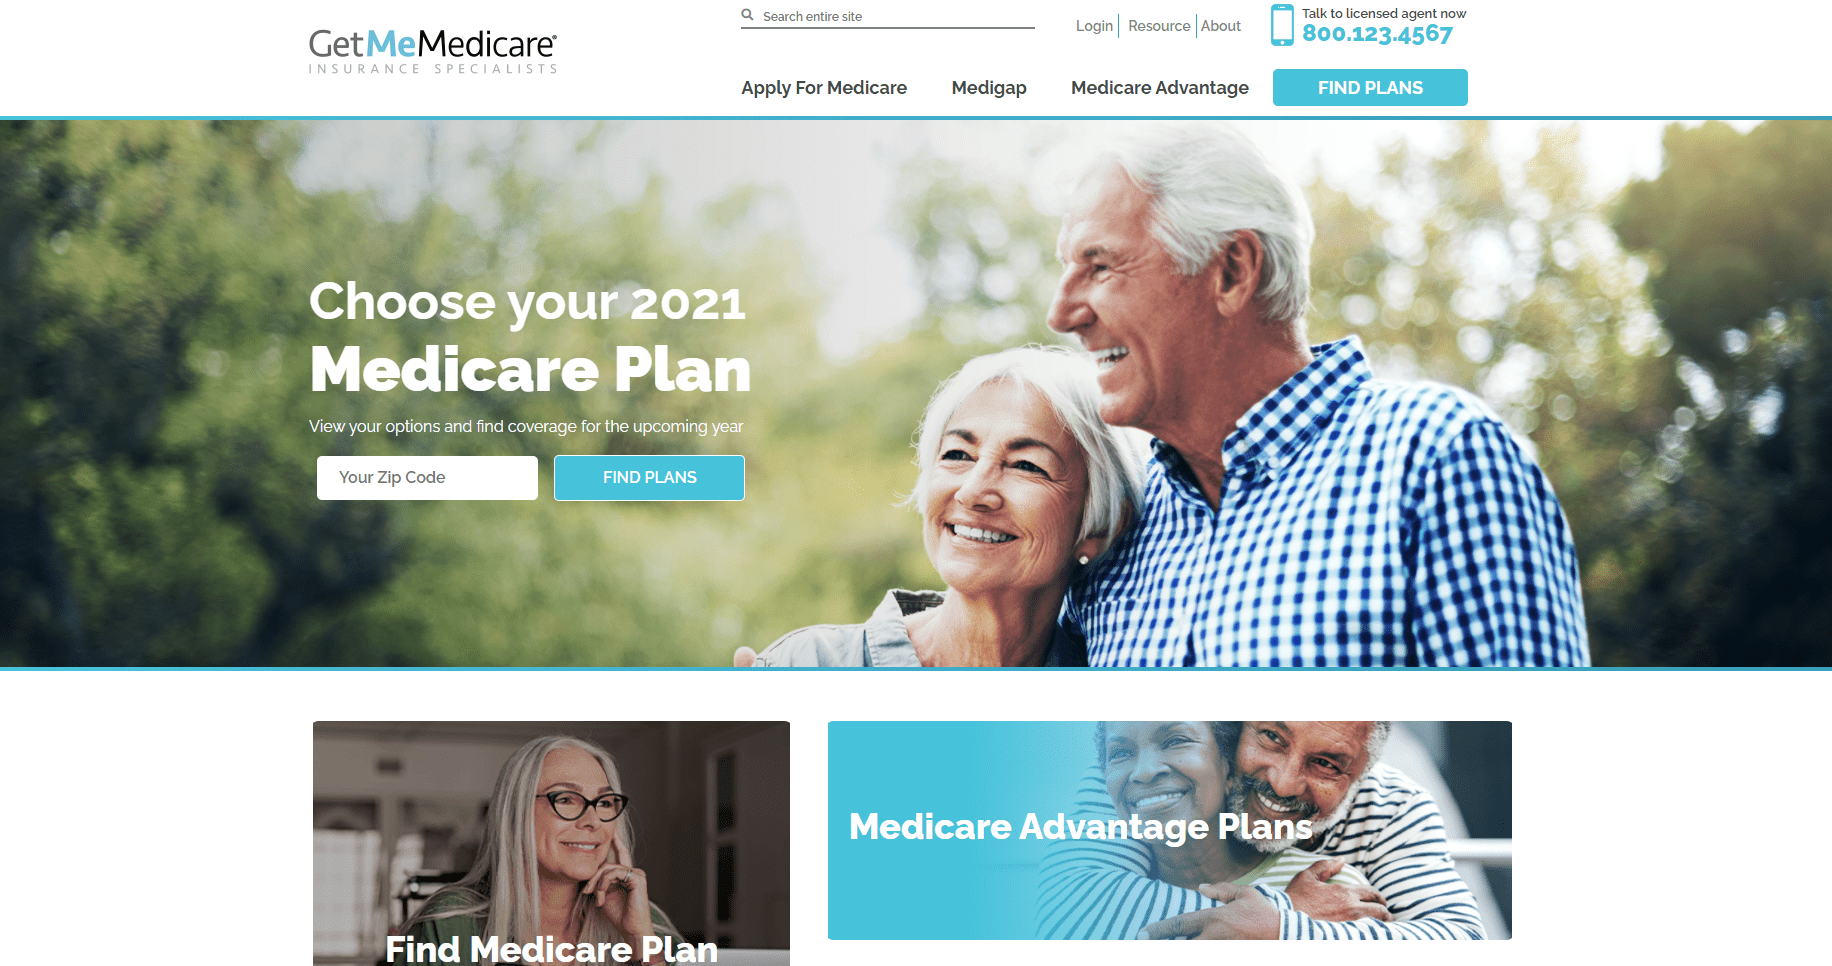 GetMeMedicare®
INSURANCE SPECIALISTS
Search entire site
Login
Resource
About
Talk to licensed agent now
800.123.4567
Apply For Medicare
Medigap
Medicare Advantage
FIND PLANS
Choose your 2021
Medicare Plan
View your options and find coverage for the upcoming year
Your Zip Code
FIND PLANS
Find Medicare Plan
Medicare Advantage Plans